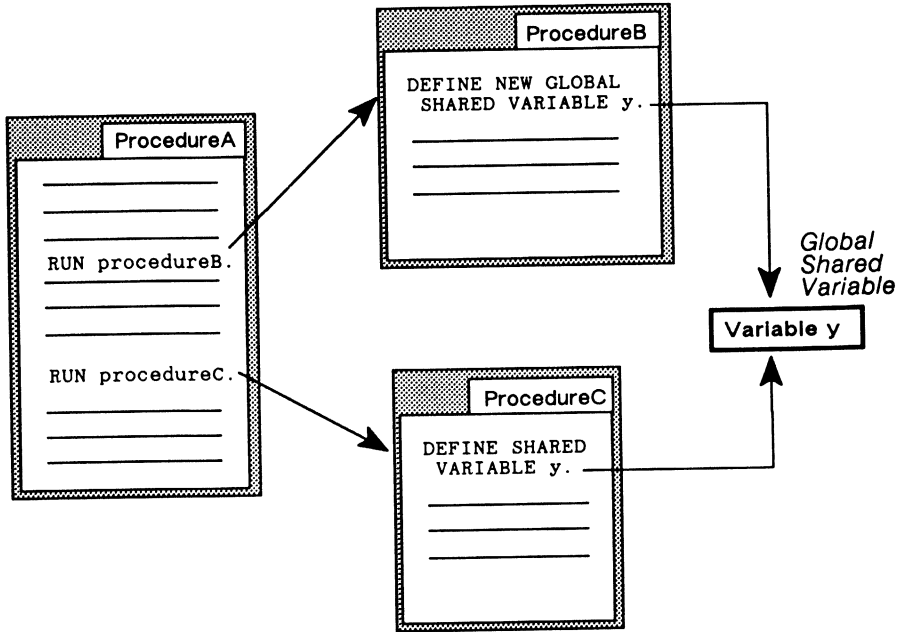 ProcedureA
RUN procedureB.
RUN procedureC.
ProcedureB
DEFINE NEW GLOBAL
SHARED VARIABLE y.
ProcedureC
DEFINE SHARED
VARIABLE y.
Global
Shared
Variable
Variable y